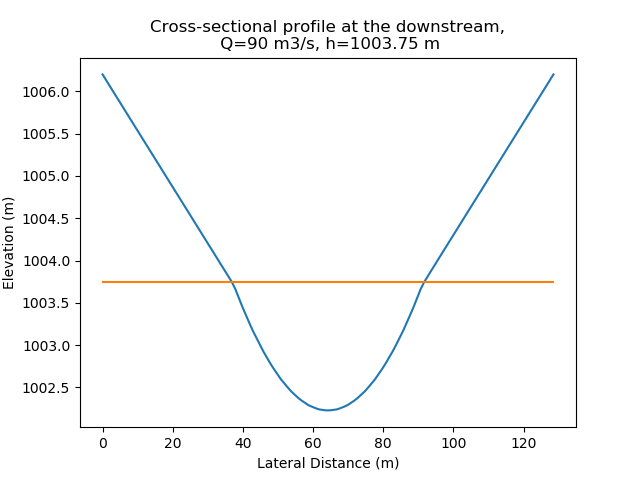 Cross-sectional profile at the downstream,
Q=90 m3/s, h=1003.75 m
1006.0
1005.5
1005.0
1004.5
1004.0
1003.5
1003.0
1002.5
Elevation (m)
0 20 40 60 80 100 120
Lateral Distance (m)